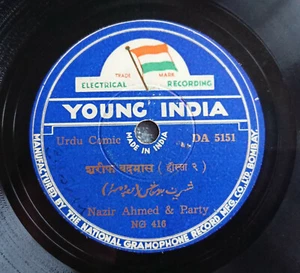 TRADE MARK
ELECTRICAL RECORDING
YOUNG INDIA
Urdu Comic DA 5151
MADE IN INDIA
शरीफ बदमास ( हीस्सा २ )
Nazir Ahmed & Party
NØ 416
MANUFACTURED BY THE NATIONAL GRAMOPHONE RECORD MFG. CO. LTD. BOMBAY